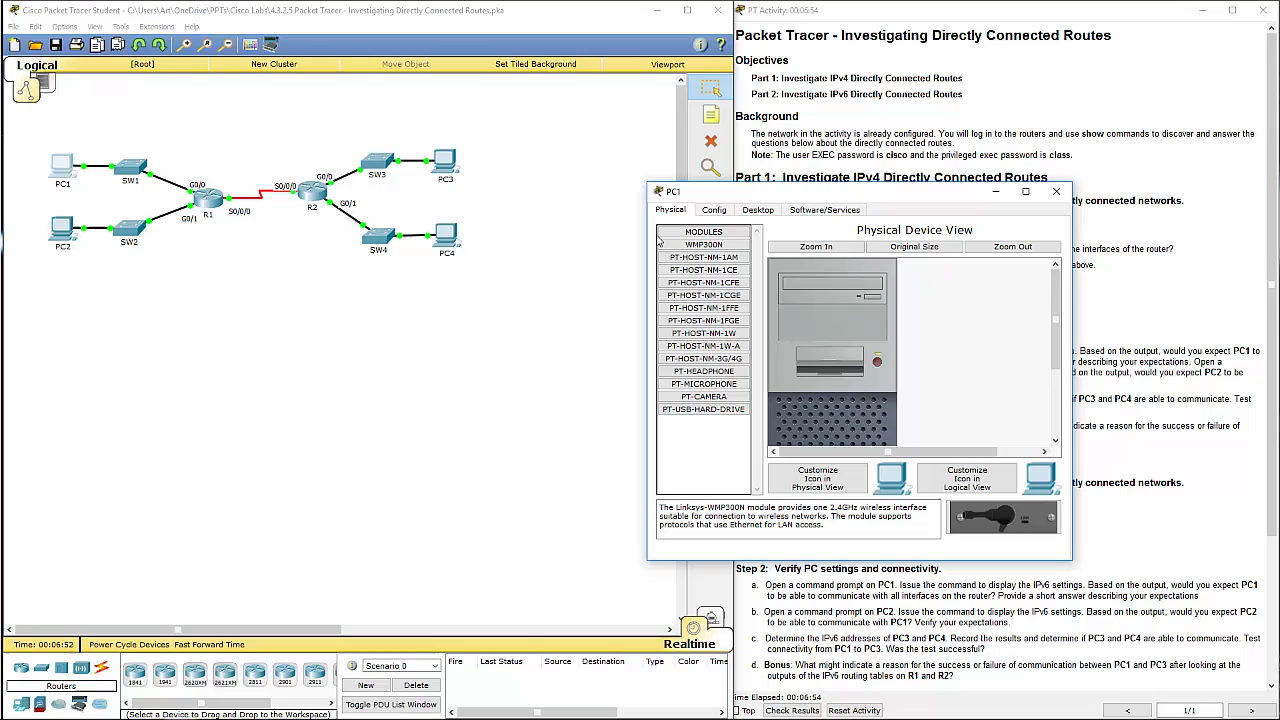 Cisco Packet Tracer Student - C:\Users\Art\OneDrive\PPTs\Cisco Labs\4.3.2.5 Packet Tracer - Investigating Directly Connected Routes.pka
File Edit Options View Tools Extensions Help
Logical [Root] New Cluster Move Object Set Tiled Background Viewport
PC1
SW1
G0/0
R1
G0/1
S0/0/0
PC2
SW2
S0/0/0
G0/0
R2
G0/1
SW3
PC3
SW4
PC4
PT Activity: 00:06:54
Packet Tracer - Investigating Directly Connected Routes
Objectives
Part 1: Investigate IPv4 Directly Connected Routes
Part 2: Investigate IPv6 Directly Connected Routes
Background
The network in the activity is already configured. You will log in to the routers and use show commands to discover and answer the
questions below about the directly connected routes.
Note: The user EXEC password is cisco and the privileged exec password is class.
Part 1: Investigate IPv4 Directly Connected Routes
ly connected networks.
he interfaces of the router?
above.
s. Based on the output, would you expect PC1 to
r describing your expectations. Open a
d on the output, would you expect PC2 to be
if PC3 and PC4 are able to communicate. Test
dicate a reason for the success or failure of
ly connected networks.
PC1
Physical Config Desktop Software/Services
MODULES
WMP300N
PT-HOST-NM-1AM
PT-HOST-NM-1CE
PT-HOST-NM-1CFE
PT-HOST-NM-1CGE
PT-HOST-NM-1FFE
PT-HOST-NM-1FGE
PT-HOST-NM-1W
PT-HOST-NM-1W-A
PT-HOST-NM-3G/4G
PT-HEADPHONE
PT-MICROPHONE
PT-CAMERA
PT-USB-HARD-DRIVE
Physical Device View
Zoom In Original Size Zoom Out
Customize
Icon in
Physical View
Customize
Icon in
Logical View
The Linksys-WMP300N module provides one 2.4GHz wireless interface
suitable for connection to wireless networks. The module supports
protocols that use Ethernet for LAN access.
Step 2: Verify PC settings and connectivity.
a. Open a command prompt on PC1. Issue the command to display the IPv6 settings. Based on the output, would you expect PC1
to be able to communicate with all interfaces on the router? Provide a short answer describing your expectations
b. Open a command prompt on PC2. Issue the command to display the IPv6 settings. Based on the output, would you expect PC2
to be able to communicate with PC1? Verify your expectations.
c. Determine the IPv6 addresses of PC3 and PC4. Record the results and determine if PC3 and PC4 are able to communicate. Test
connectivity from PC1 to PC3. Was the test successful?
d. Bonus: What might indicate a reason for the success or failure of communication between PC1 and PC3 after looking at the
outputs of the IPv6 routing tables on R1 and R2?
Time Elapsed: 00:06:54
Top Check Results Reset Activity < 1/1 >
Realtime
Time: 00:06:52 Power Cycle Devices Fast Forward Time
Routers
1841 1941 2620XM 2621XM 2811 2901 2911
(Select a Device to Drag and Drop to the Workspace)
Scenario 0
New Delete
Toggle PDU List Window
Fire Last Status Source Destination Type Color Time